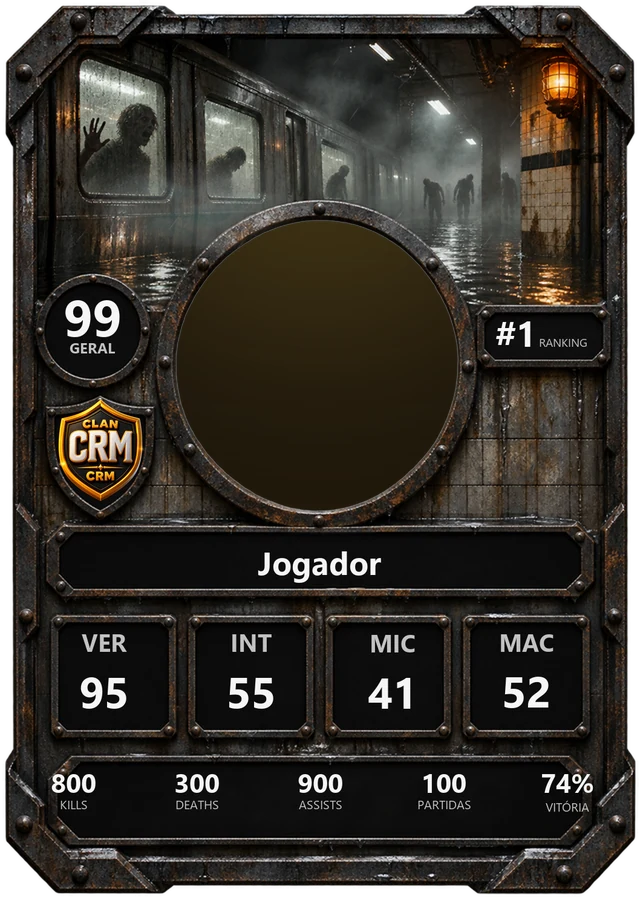 99
GERAL
#1 RANKING
CLAN
CRM
CRM
Jogador
VER INT MIC MAC
95 55 41 52
800 300 900 100 74%
KILLS DEATHS ASSISTS PARTIDAS VITÓRIA